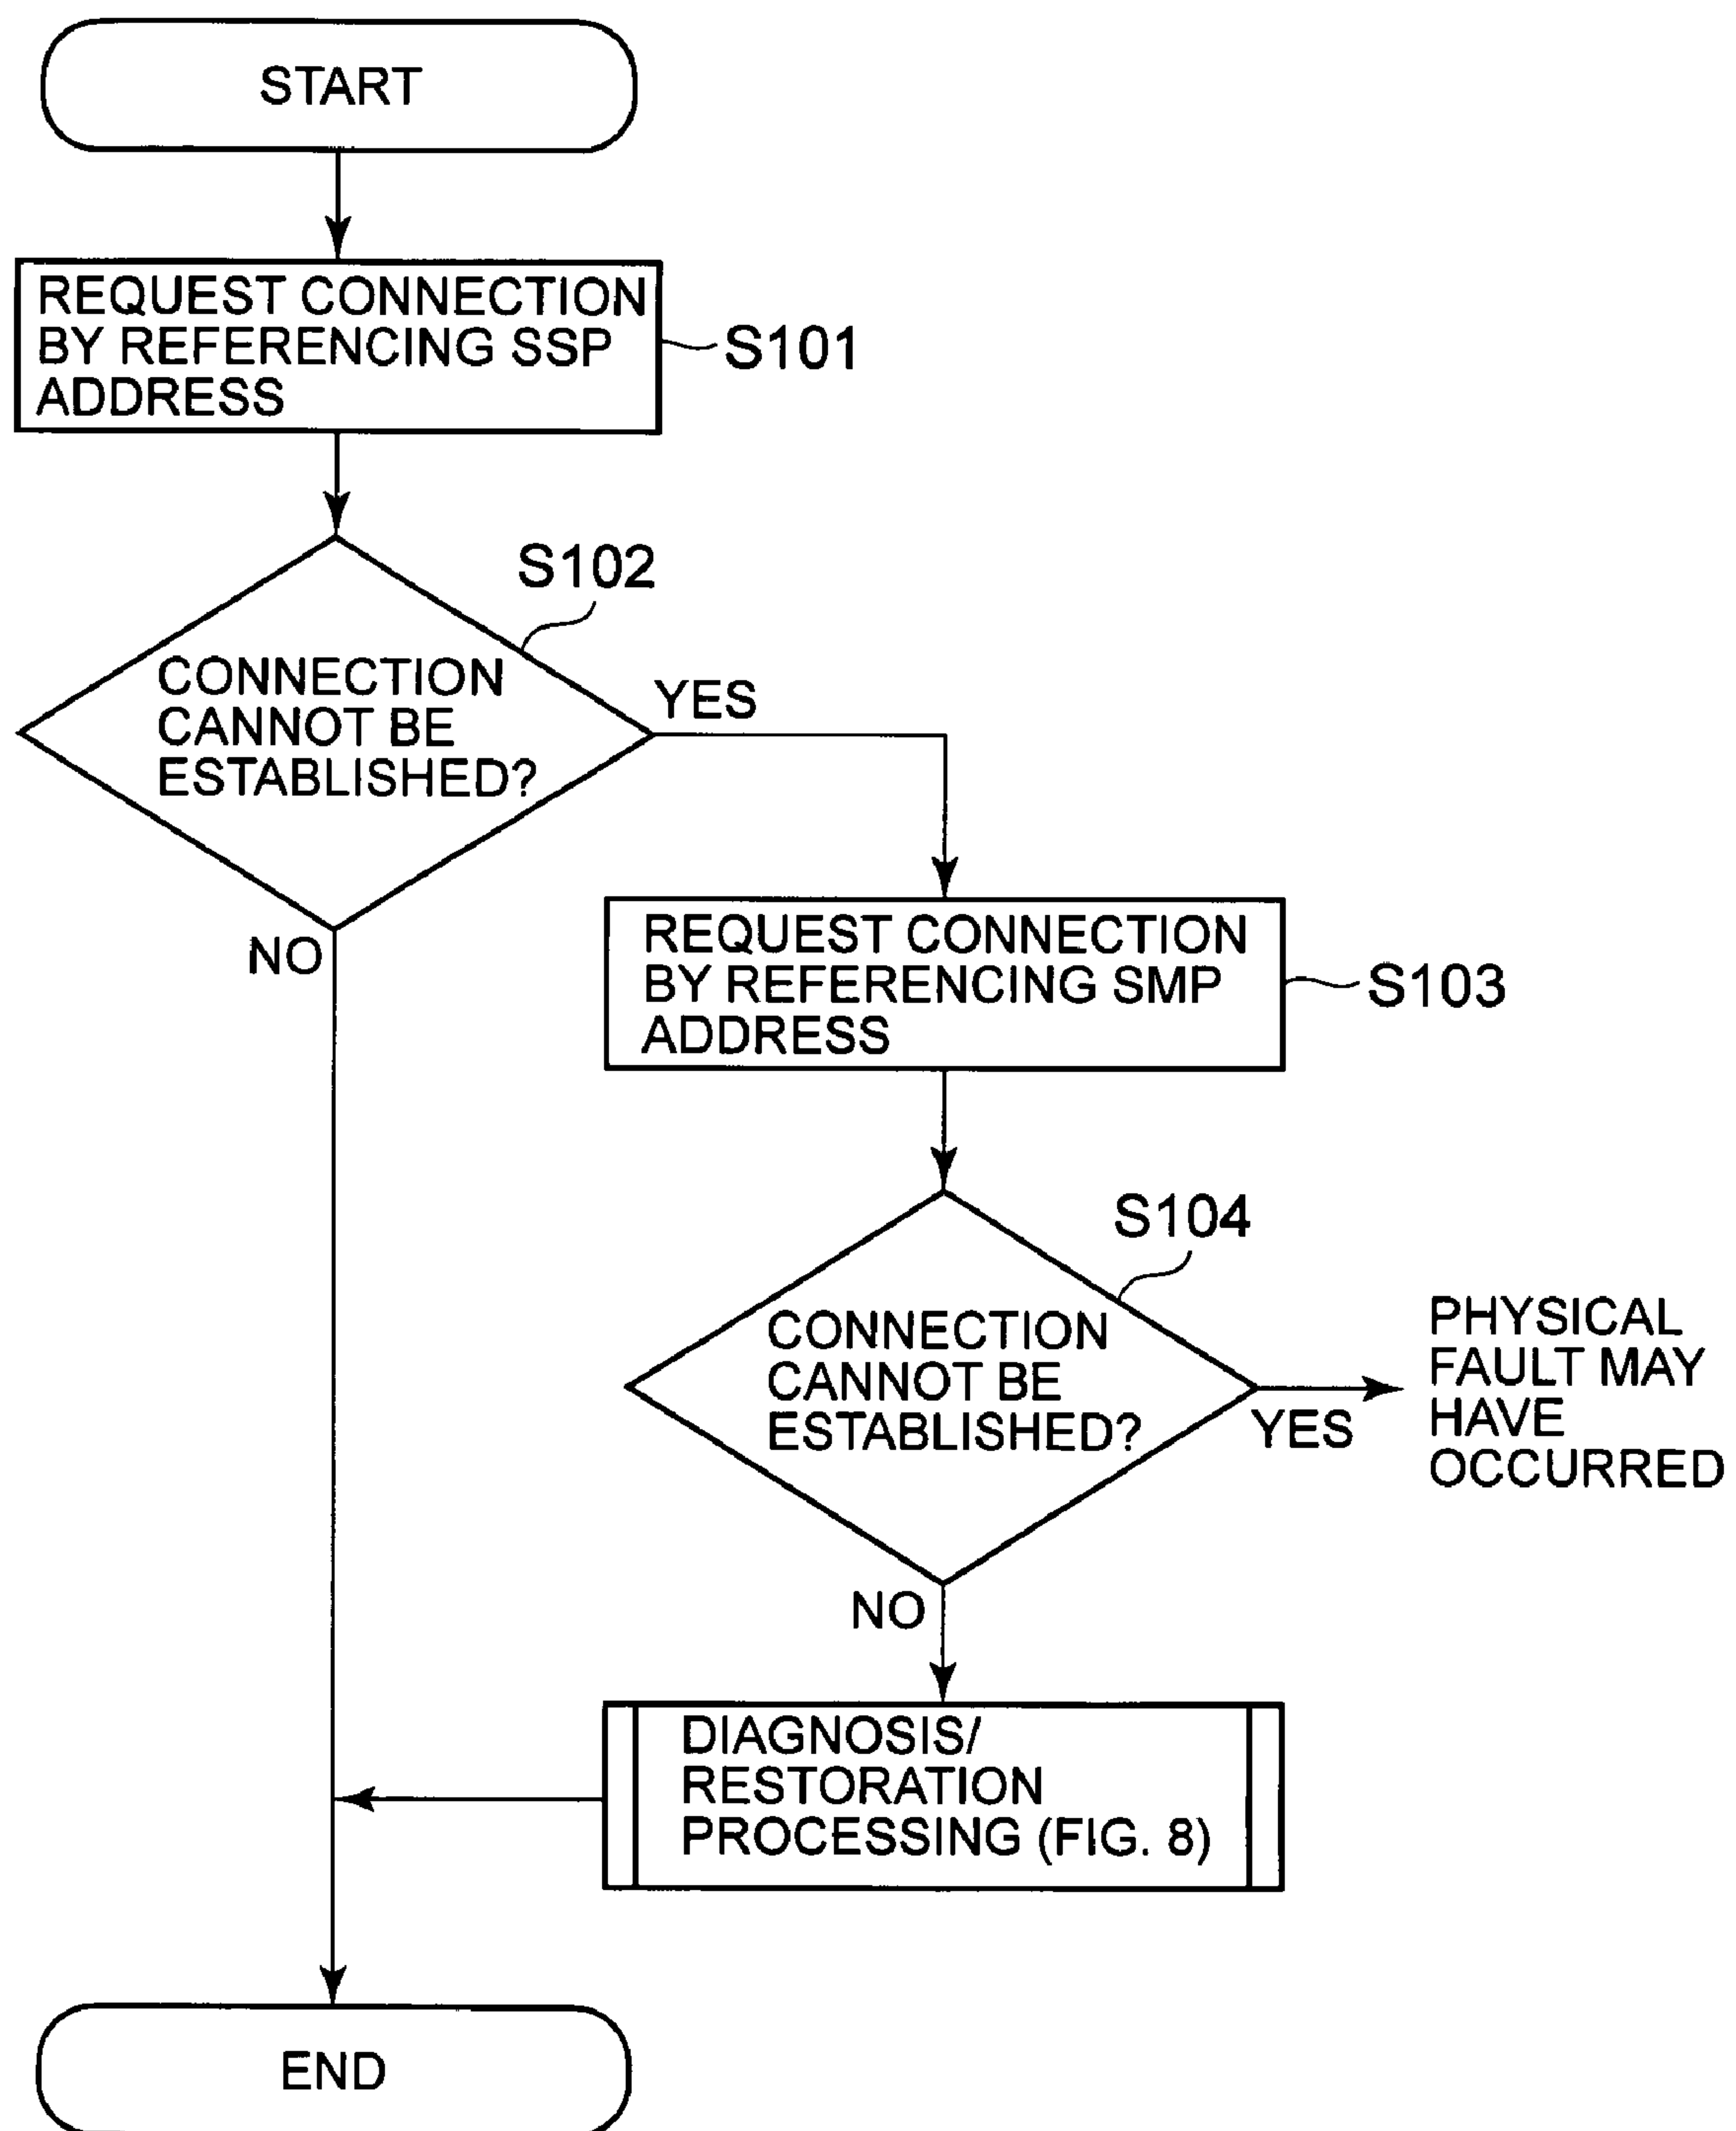 START
REQUEST CONNECTION
BY REFERENCING SSP
ADDRESS
S101
S102
CONNECTION
CANNOT BE
ESTABLISHED?
YES
NO
REQUEST CONNECTION
BY REFERENCING SMP
ADDRESS
S103
S104
CONNECTION
CANNOT BE
ESTABLISHED?
YES
PHYSICAL
FAULT MAY
HAVE
OCCURRED
NO
DIAGNOSIS/
RESTORATION
PROCESSING (FIG. 8)
END